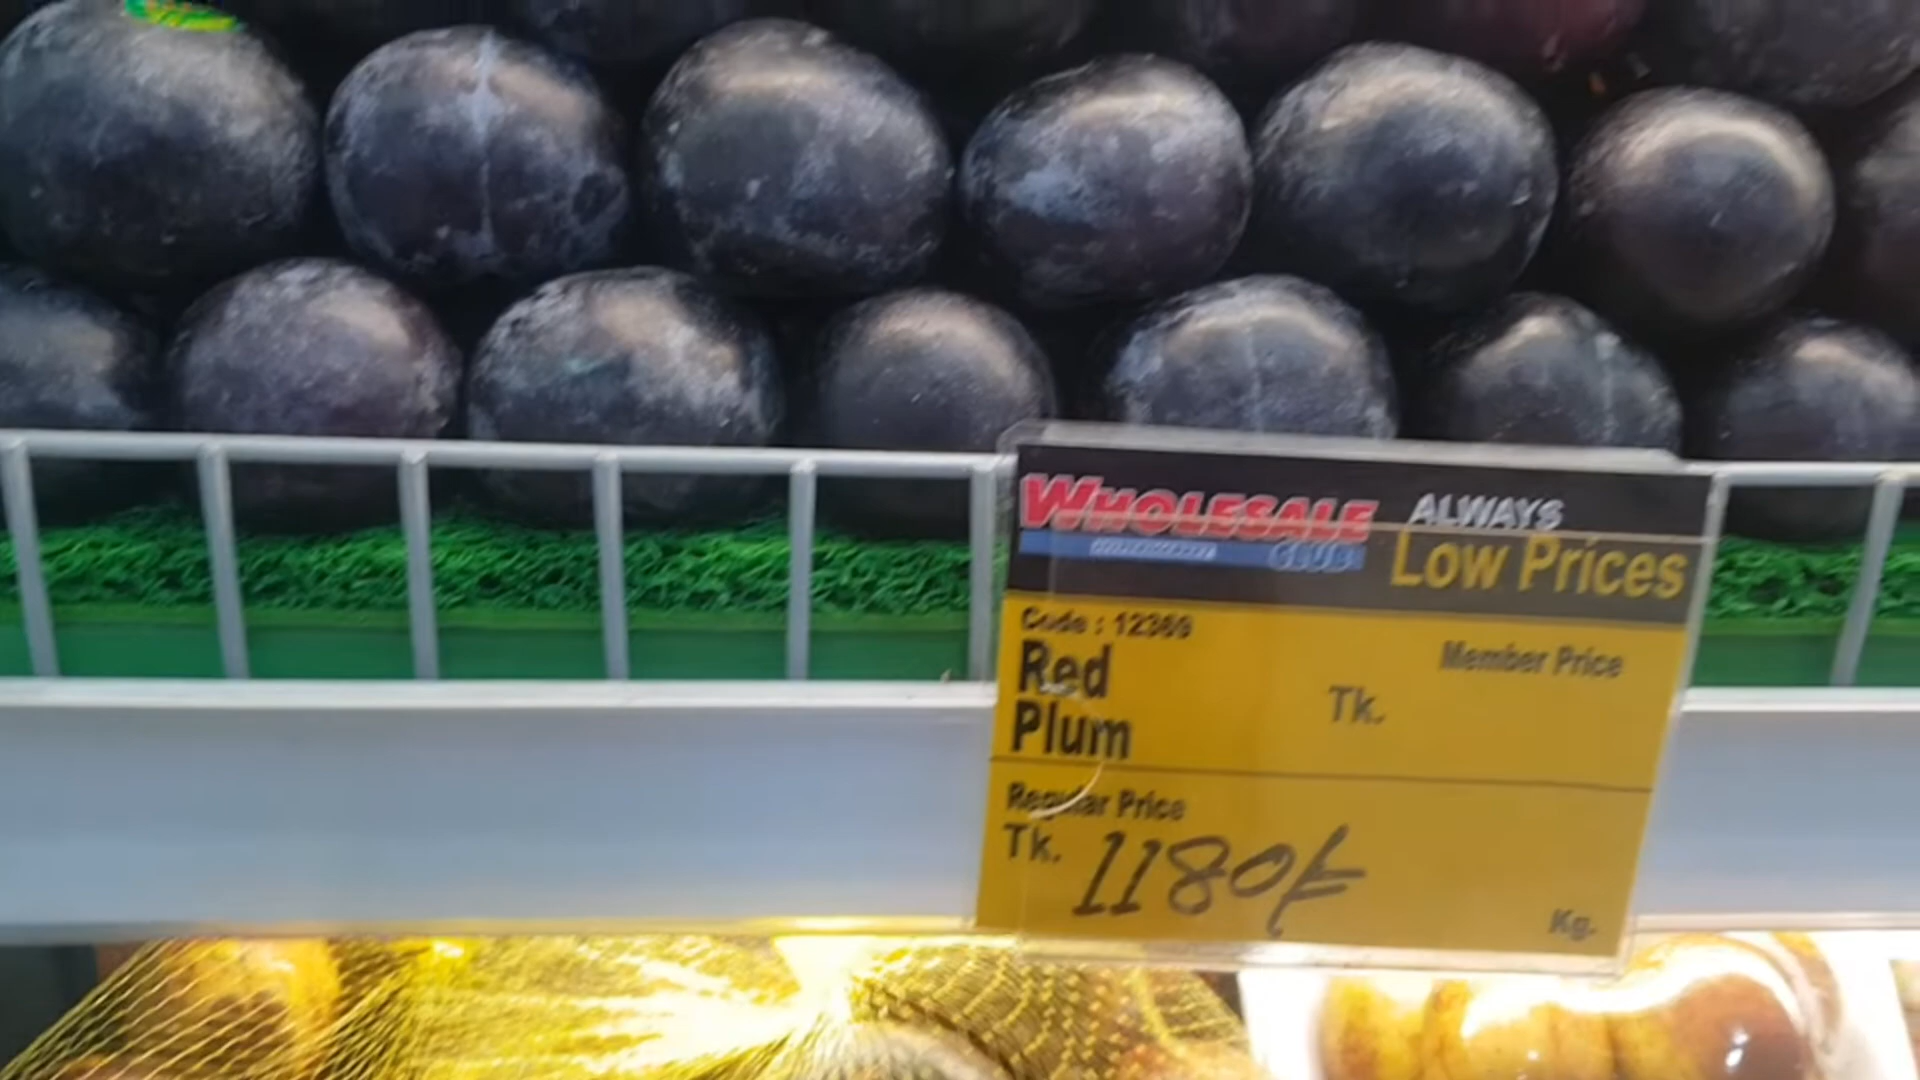 WHOLESALE
CLUB
ALWAYS
Low Prices
Code : 12369
Red
Plum
Member Price
Tk.
Regular Price
Tk. 1180/=
Kg.